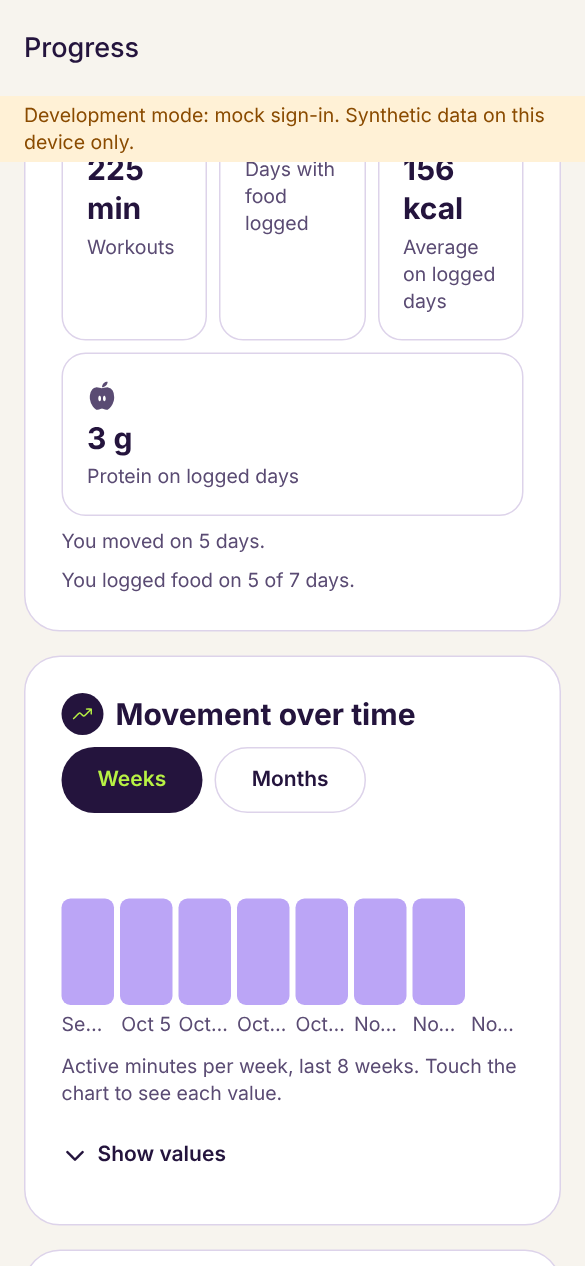 Progress
Development mode: mock sign-in. Synthetic data on this
device only.
225
min
Workouts
Days with
food
logged
156
kcal
Average
on logged
days
3 g
Protein on logged days
You moved on 5 days.
You logged food on 5 of 7 days.
Movement over time
Weeks
Months
Se... Oct 5 Oct... Oct... Oct... No... No... No...
Active minutes per week, last 8 weeks. Touch the
chart to see each value.
Show values